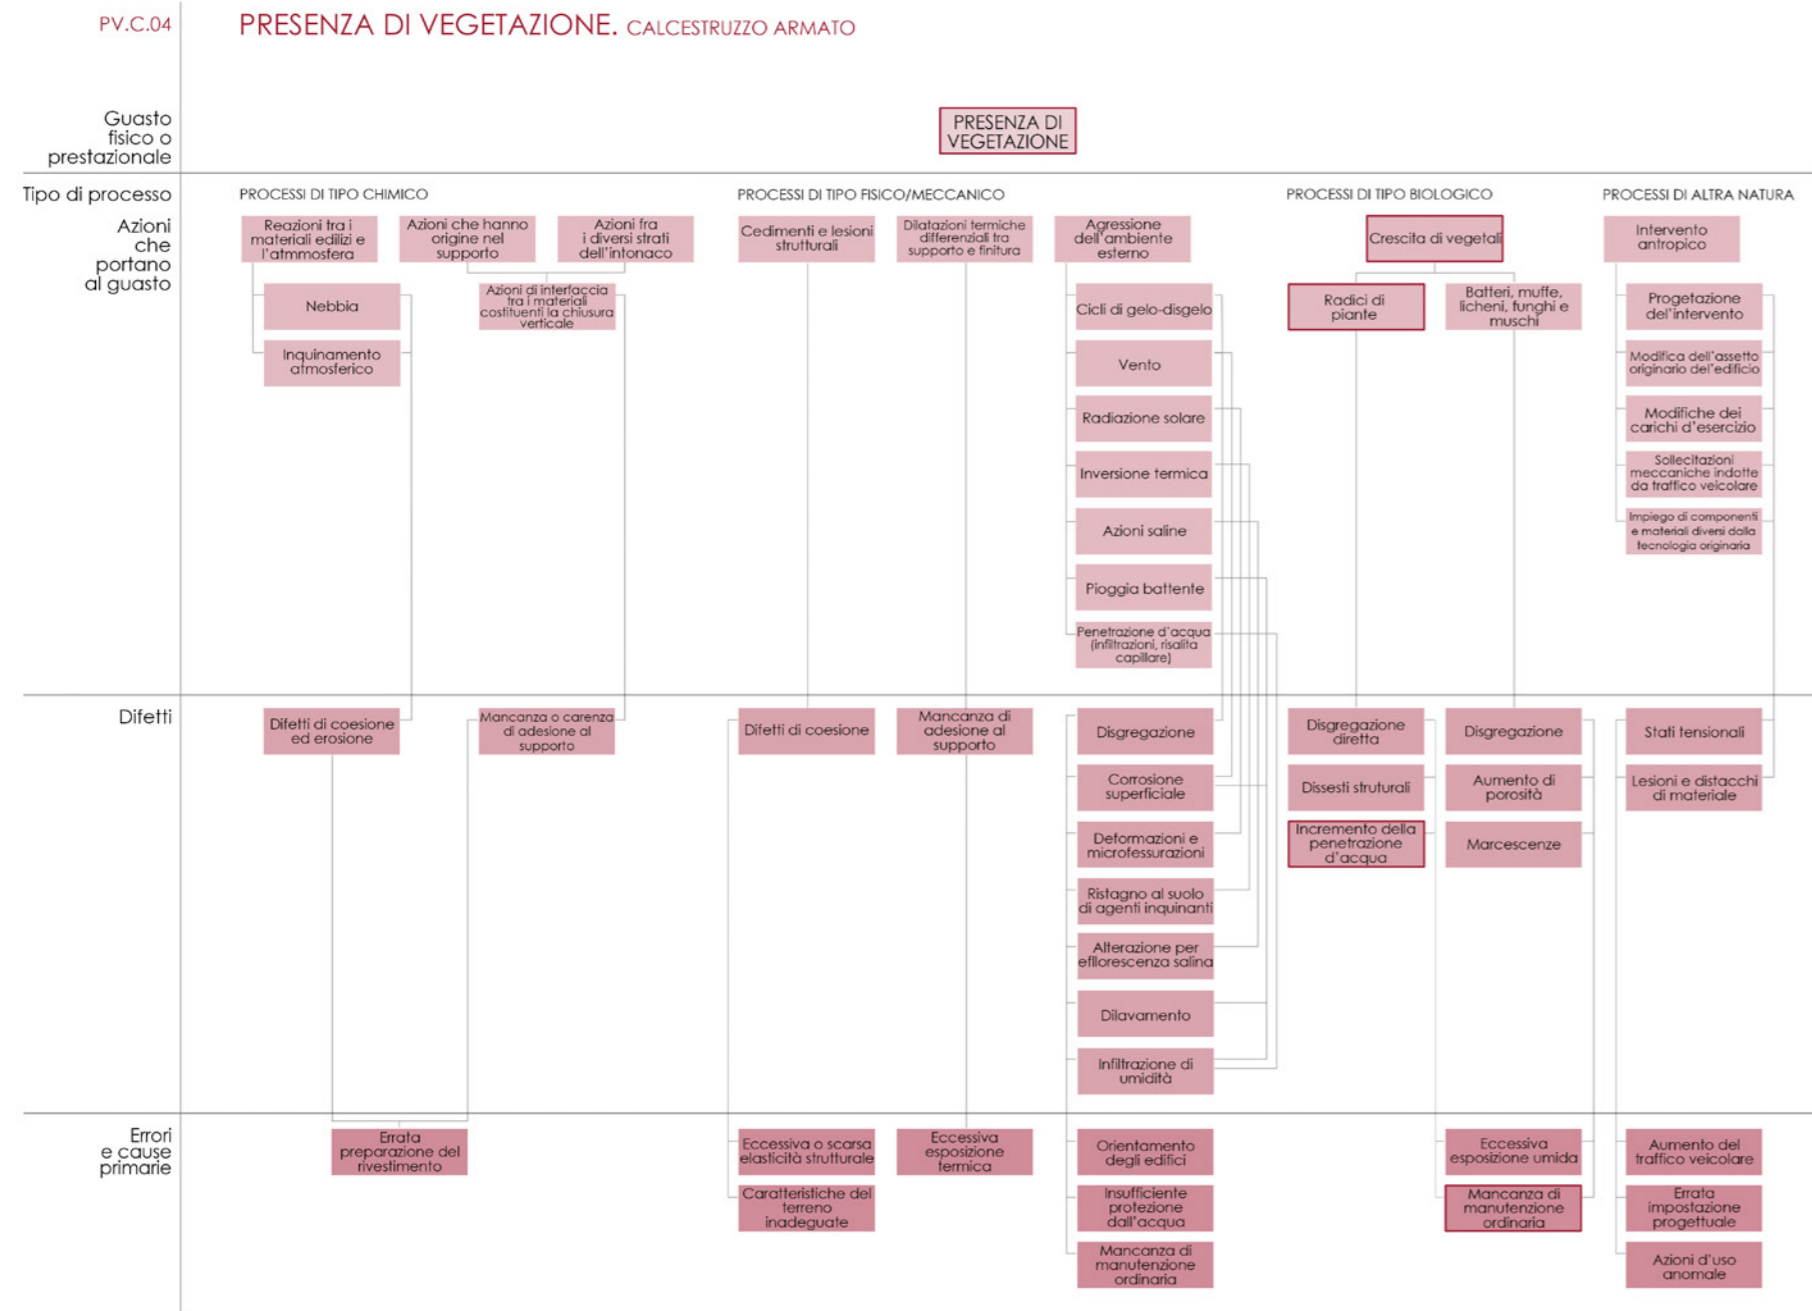 PV.C.04
PRESENZA DI VEGETAZIONE. CALCESTRUZZO ARMATO
Guasto
fisico o
prestazionale
PRESENZA DI
VEGETAZIONE
Tipo di processo
PROCESSI DI TIPO CHIMICO
PROCESSI DI TIPO FISICO/MECCANICO
PROCESSI DI TIPO BIOLOGICO
PROCESSI DI ALTRA NATURA
Azioni
che
portano
al guasto
Reazioni tra i
materiali edilizi e
l'atmmosfera
Azioni che hanno
origine nel
supporto
Azioni fra
i diversi strati
dell'intonaco
Nebbia
Inquinamento
atmosferico
Azioni di interfaccia
tra i materiali
costituenti la chiusura
verticale
Cedimenti e lesioni
strutturali
Dilatazioni termiche
differenziali tra
supporto e finitura
Agressione
dell'ambiente
esterno
Cicli di gelo-disgelo
Vento
Radiazione solare
Inversione termica
Azioni saline
Pioggia battente
Penetrazione d'acqua
(infiltrazioni, risalita
capillare)
Crescita di vegetali
Radici di
piante
Batteri, muffe,
licheni, funghi e
muschi
Intervento
antropico
Progetazione
del'intervento
Modifica dell'assetto
originario del'edificio
Modifiche dei
carichi d'esercizio
Sollecitazioni
meccaniche indotte
da traffico veicolare
Impiego di componenti
e materiali diversi dalla
tecnologia originaria
Difetti
Difetti di coesione
ed erosione
Mancanza o carenza
di adesione al
supporto
Difetti di coesione
Mancanza di
adesione al
supporto
Disgregazione
Corrosione
superficiale
Deformazioni e
microfessurazioni
Ristagno al suolo
di agenti inquinanti
Alterazione per
efllorescenza salina
Dilavamento
Infiltrazione di
umidità
Disgregazione
diretta
Dissesti struturali
Incremento della
penetrazione
d'acqua
Disgregazione
Aumento di
porosità
Marcescenze
Stati tensionali
Lesioni e distacchi
di materiale
Errori
e cause
primarie
Errata
preparazione del
rivestimento
Eccessiva o scarsa
elasticità strutturale
Caratteristiche del
terreno
inadeguate
Eccessiva
esposizione
termica
Orientamento
degli edifici
Insufficiente
protezione
dall'acqua
Mancanza di
manutenzione
ordinaria
Eccessiva
esposizione umida
Mancanza di
manutenzione
ordinaria
Aumento del
traffico veicolare
Errata
impostazione
progettuale
Azioni d'uso
anomale